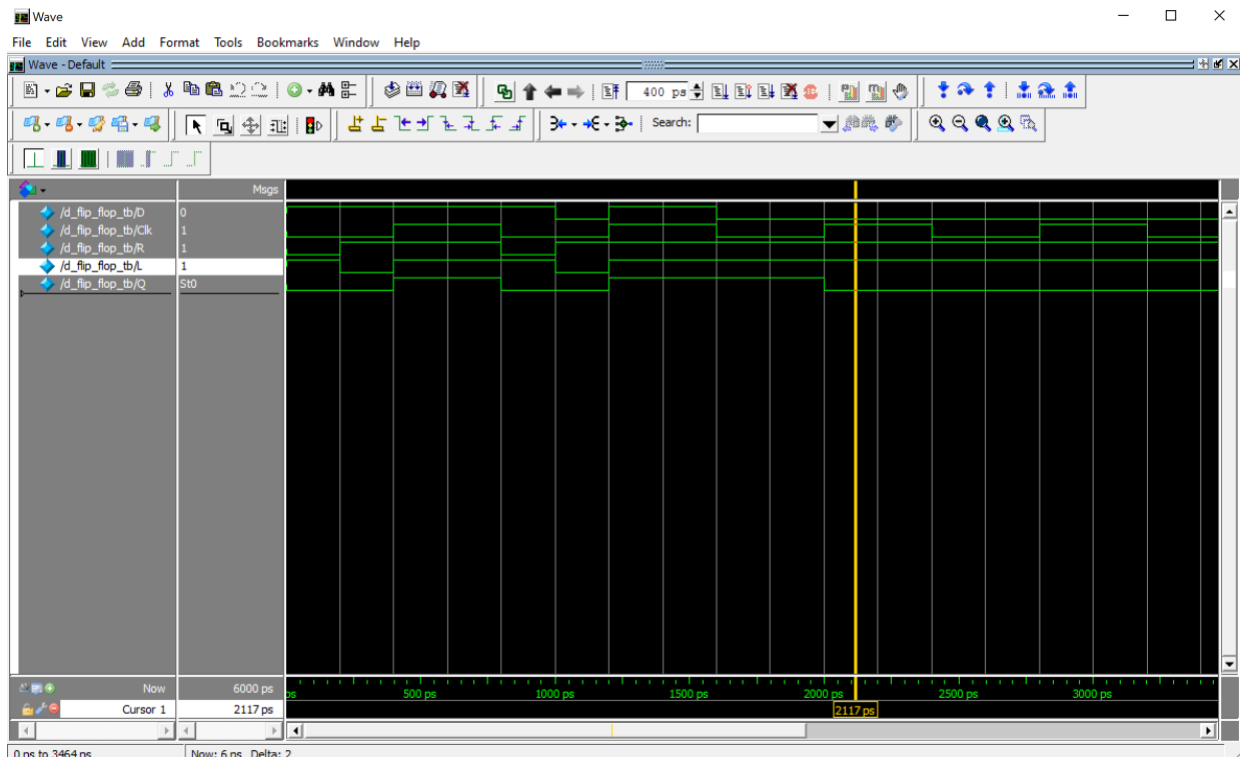 Wave
File Edit View Add Format Tools Bookmarks Window Help
Wave - Default
400 ps
Search:
Msgs
/d_flip_flop_tb/D 0
/d_flip_flop_tb/Clk 1
/d_flip_flop_tb/R 1
/d_flip_flop_tb/L 1
/d_flip_flop_tb/Q St0
Now 6000 ps ps 500 ps 1000 ps 1500 ps 2000 ps 2500 ps 3000 ps
Cursor 1 2117 ps 2117 ps
0 ps to 3464 ps Now: 6 ns Delta: 2